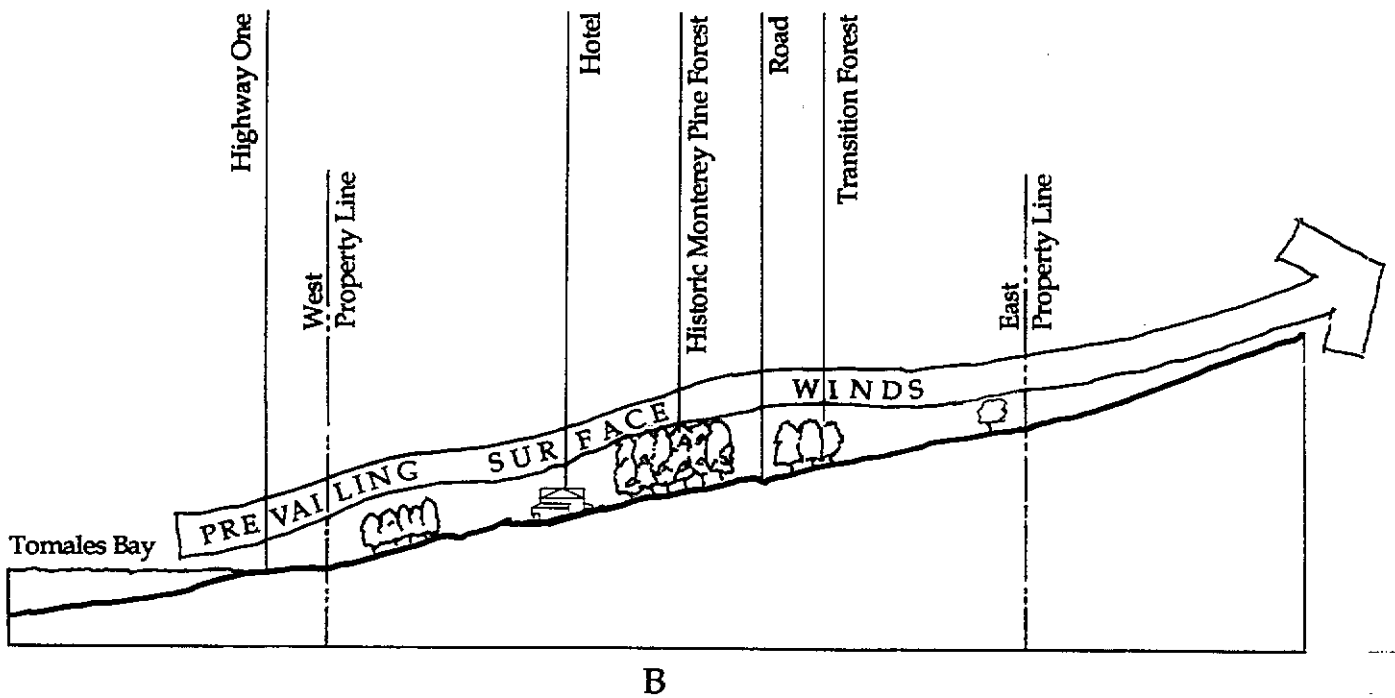 Highway One
West
Property Line
Hotel
Historic Monterey Pine Forest
Road
Transition Forest
East
Property Line
PREVAILING SURFACE WINDS
Tomales Bay
B